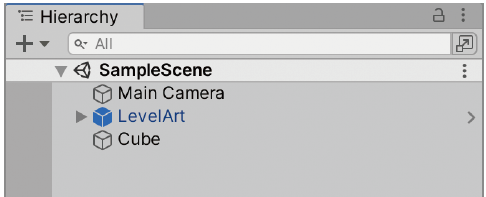 Hierarchy
All
SampleScene
Main Camera
LevelArt
Cube